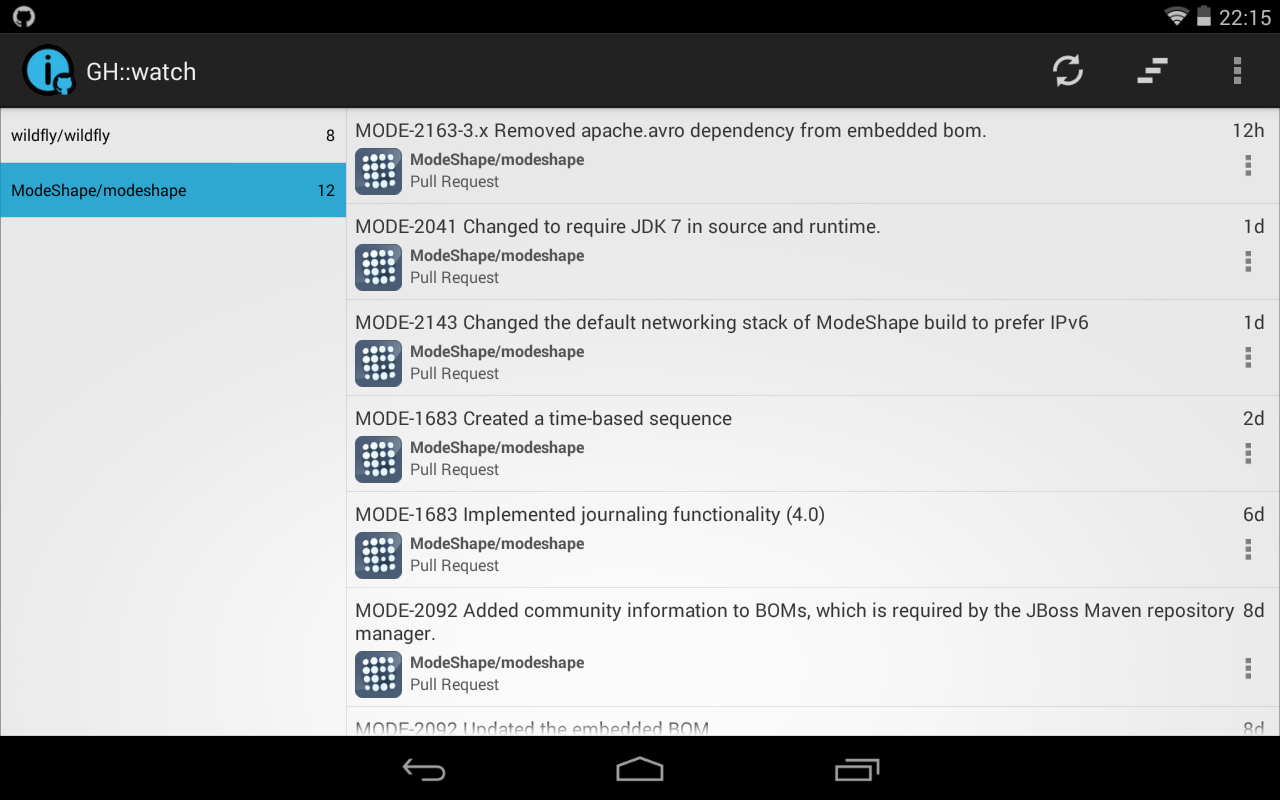 22:15
GH::watch
wildfly/wildfly 8
ModeShape/modeshape 12
MODE-2163-3.x Removed apache.avro dependency from embedded bom. 12h
ModeShape/modeshape
Pull Request
MODE-2041 Changed to require JDK 7 in source and runtime. 1d
ModeShape/modeshape
Pull Request
MODE-2143 Changed the default networking stack of ModeShape build to prefer IPv6 1d
ModeShape/modeshape
Pull Request
MODE-1683 Created a time-based sequence 2d
ModeShape/modeshape
Pull Request
MODE-1683 Implemented journaling functionality (4.0) 6d
ModeShape/modeshape
Pull Request
MODE-2092 Added community information to BOMs, which is required by the JBoss Maven repository 8d
manager.
ModeShape/modeshape
Pull Request
MODE-2092 Updated the embedded BOM 8d